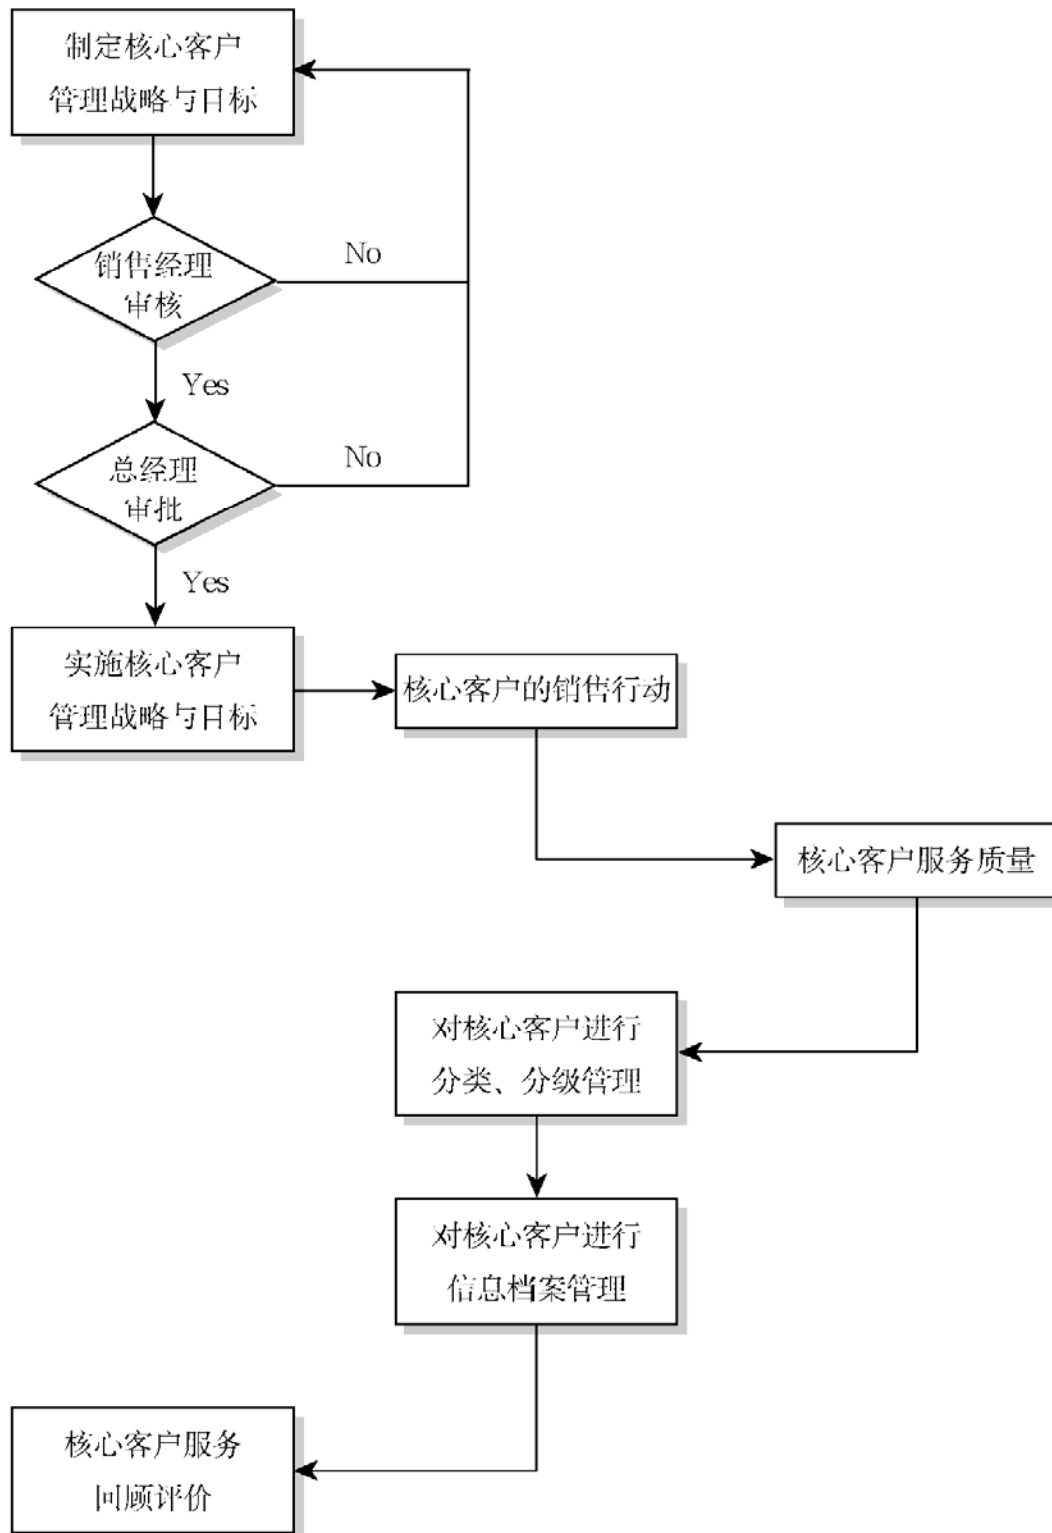 制定核心客户
管理战略与目标
销售经理
审核
No
Yes
总经理
审批
No
Yes
实施核心客户
管理战略与目标
核心客户的销售行动
核心客户服务质量
对核心客户进行
分类、分级管理
对核心客户进行
信息档案管理
核心客户服务
回顾评价